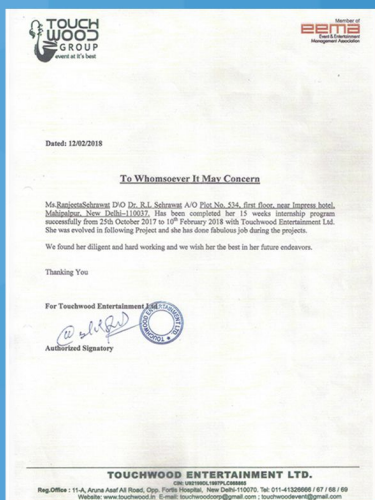 TOUCH
WOOD
GROUP
event at it's best
Member of
eema
Event & Entertainment
Management Association
Dated: 12/02/2018
To Whomsoever It May Concern
Ms.RanjeetaSehrawat D\O Dr. R.L Sehrawat A/O Plot No. 534, first floor, near Impress hotel,
Mahipalpur, New Delhi–110037. Has been completed her 15 weeks internship program
successfully from 25th October 2017 to 10th February 2018 with Touchwood Entertainment Ltd.
She was evolved in following Project and she has done fabulous job during the projects.
We found her diligent and hard working and we wish her the best in her future endeavors.
Thanking You
For Touchwood Entertainment Ltd
TOUCHWOOD ENTERTAINMENT LTD
Authorized Signatory
TOUCHWOOD ENTERTAINMENT LTD.
Reg.Office : 11-A, Aruna Asaf Ali Road, Opp. Fortis Hospital, New Delhi-110070. Tel: 011-41328666 / 67 / 68 / 69
Website: www.touchwood.in E-mail: touchwoodcorp@gmail.com ; touchwoodevent@gmail.com